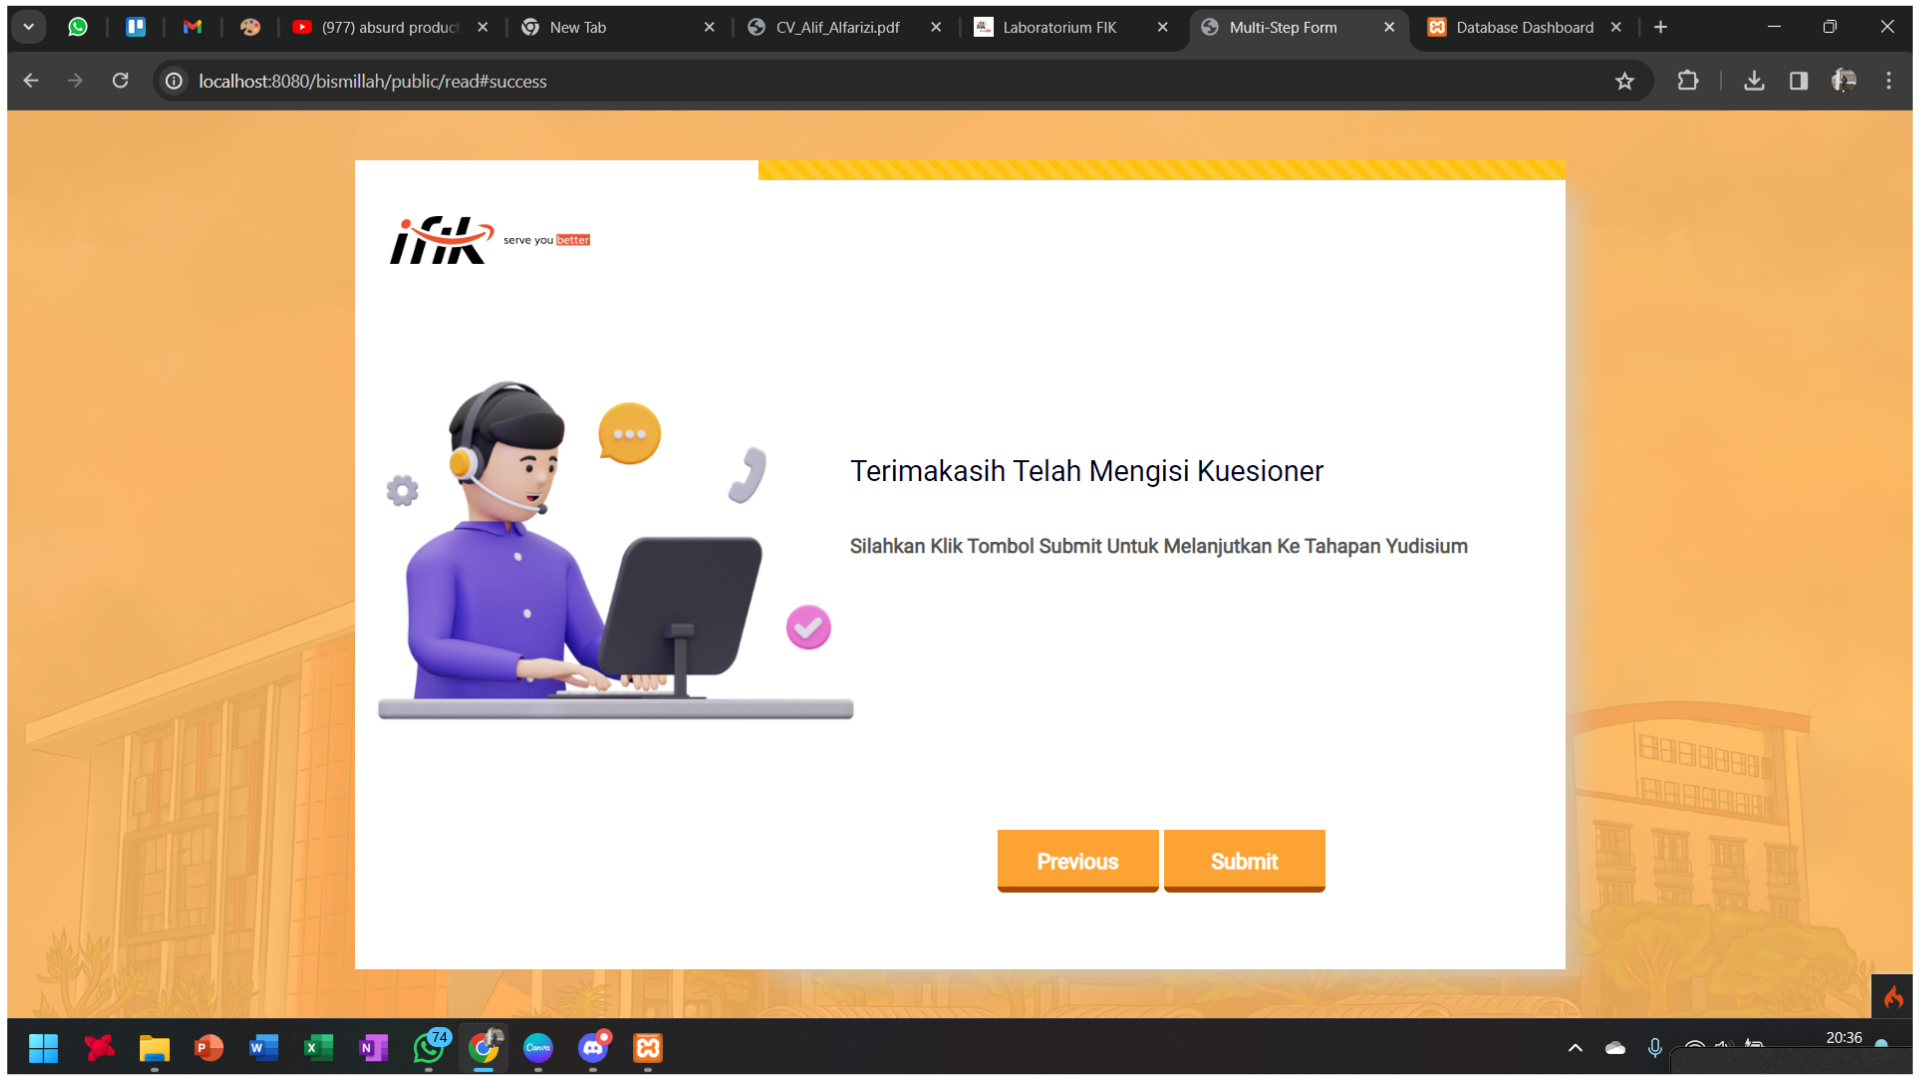 (977) absurd product
New Tab
CV_Alif_Alfarizi.pdf
Laboratorium FIK
Multi-Step Form
Database Dashboard
localhost:8080/bismillah/public/read#success
ifik serve you better
Terimakasih Telah Mengisi Kuesioner
Silahkan Klik Tombol Submit Untuk Melanjutkan Ke Tahapan Yudisium
Previous
Submit
74
Canva
20:36